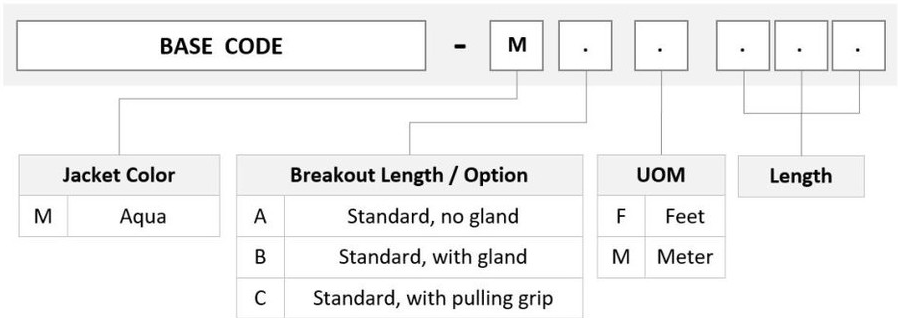 BASE CODE - M . . . . .
Jacket Color
M Aqua
Breakout Length / Option
A Standard, no gland
B Standard, with gland
C Standard, with pulling grip
UOM
F Feet
M Meter
Length